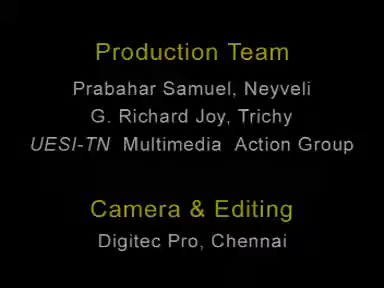 Production Team
Prabahar Samuel, Neyveli
G. Richard Joy, Trichy
UESI-TN Multimedia Action Group
Camera & Editing
Digitec Pro, Chennai